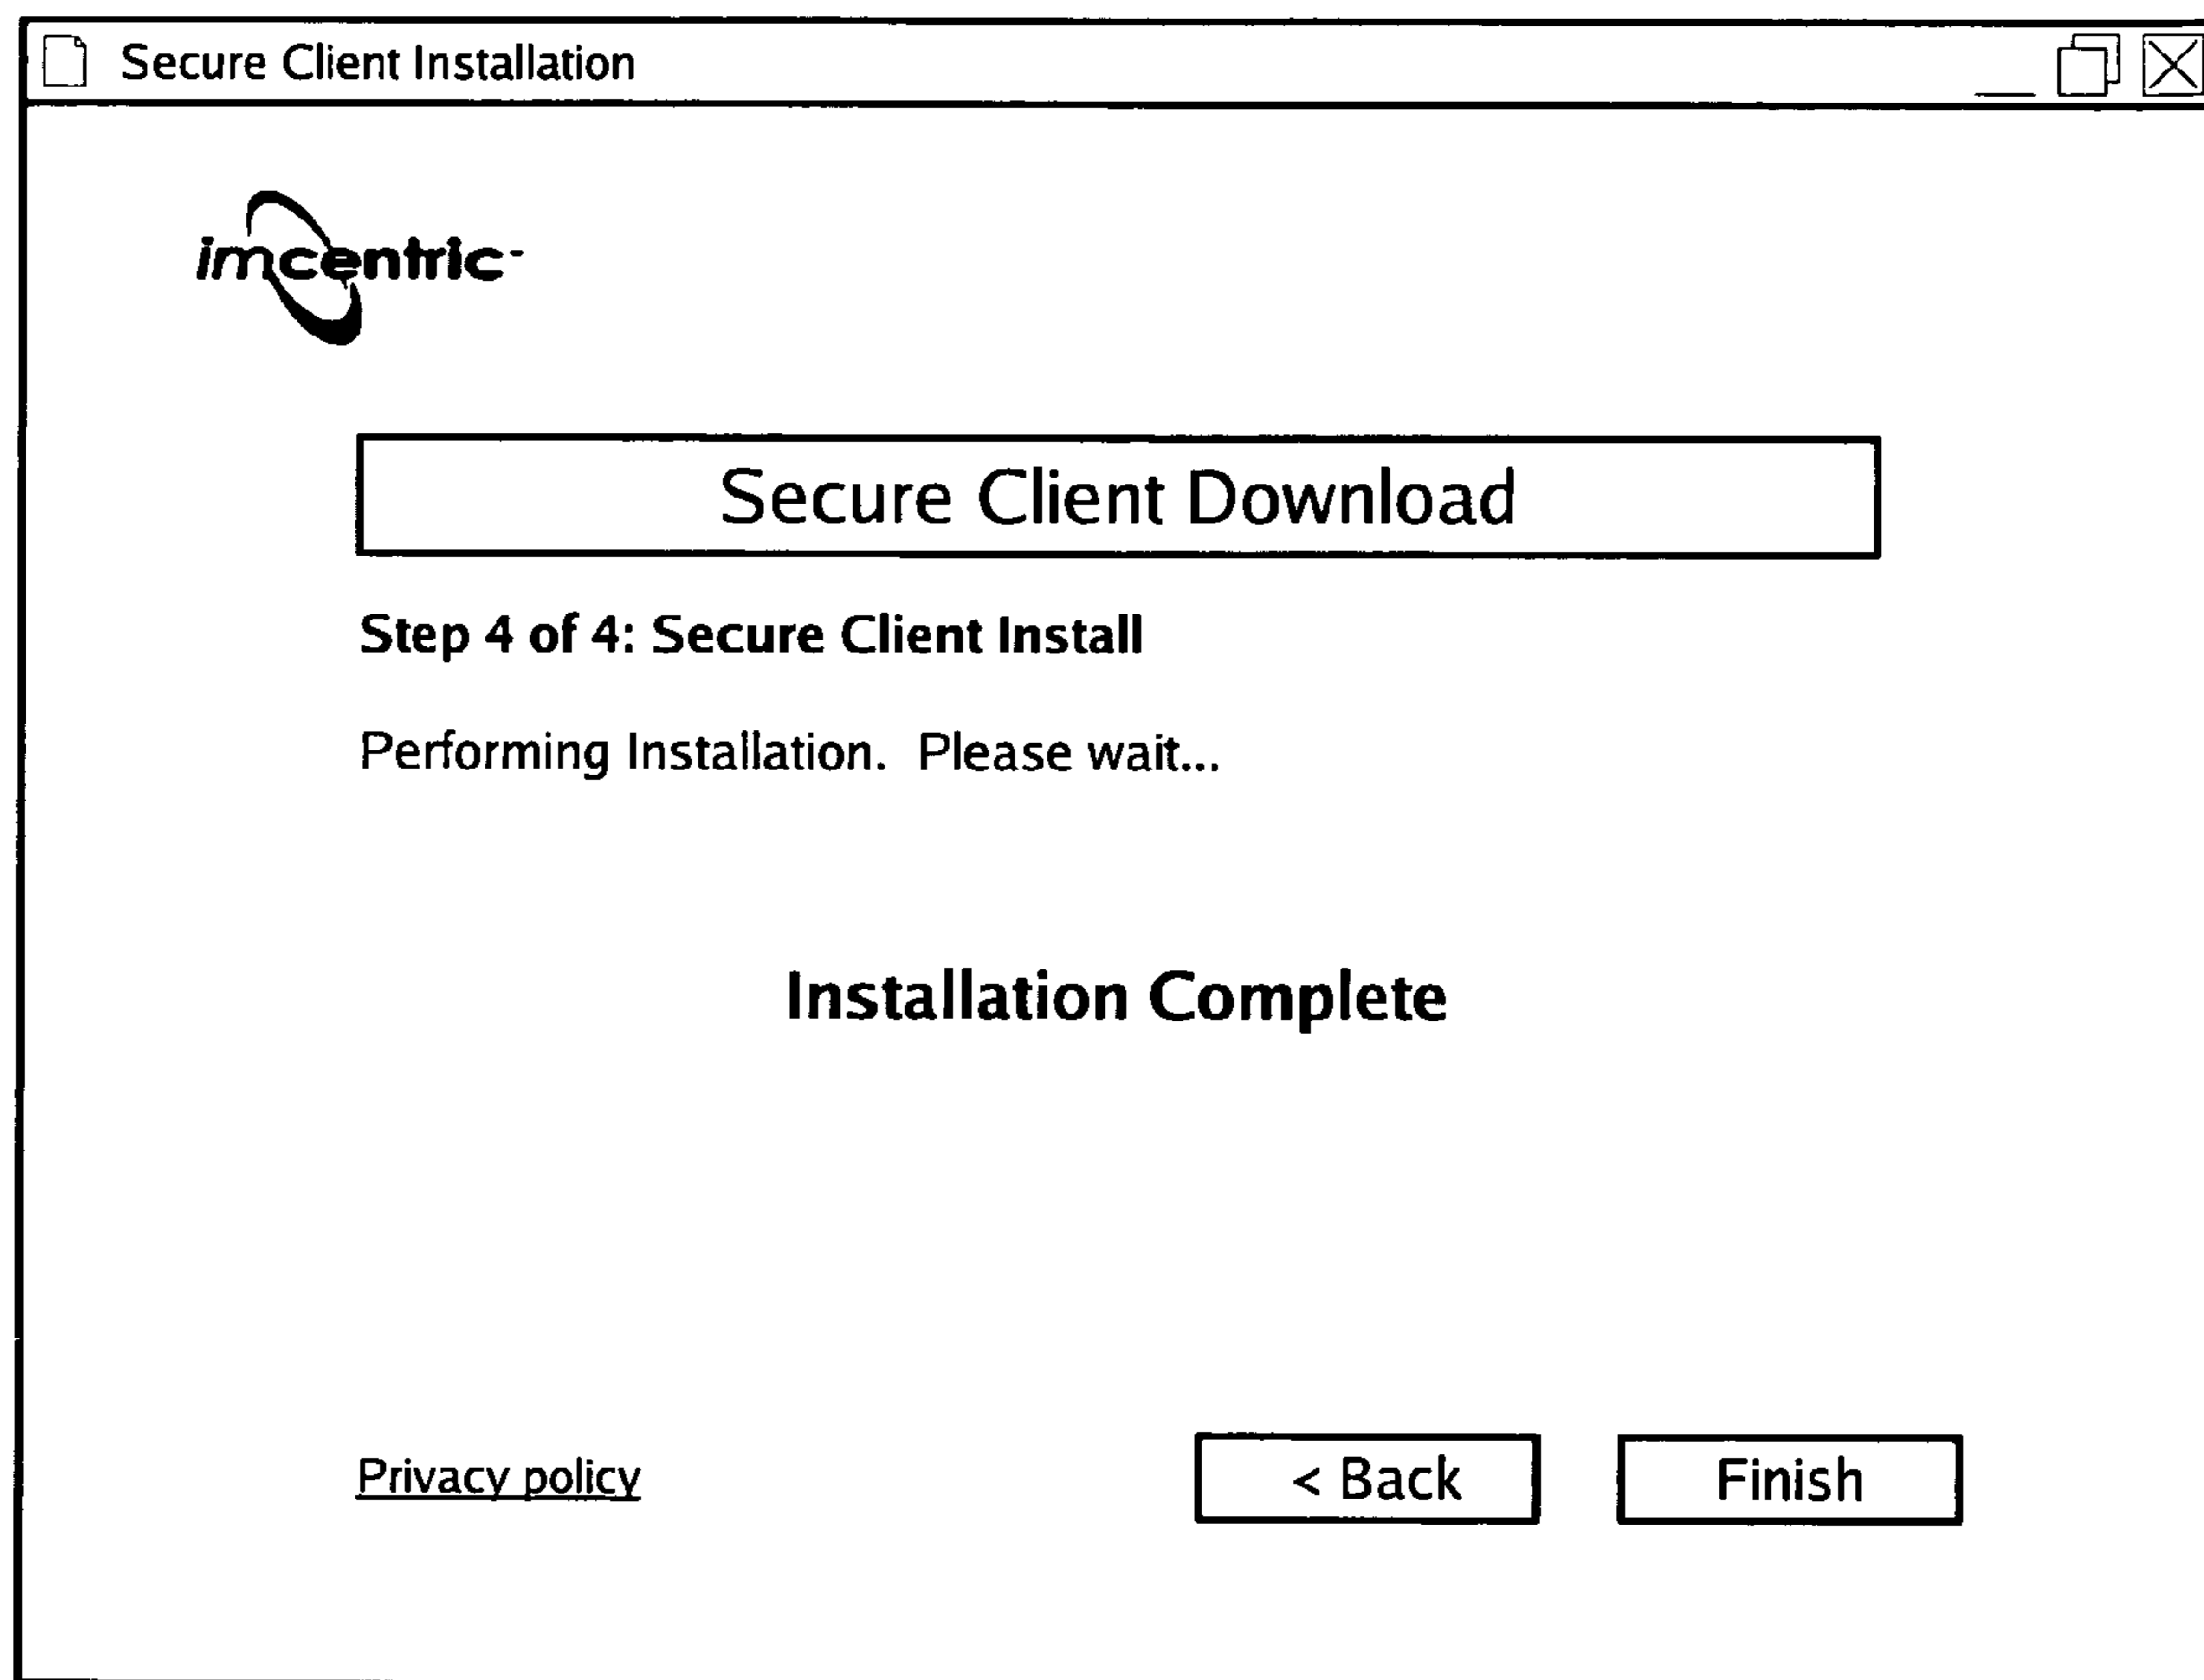 Secure Client Installation
imcentric
Secure Client Download
Step 4 of 4: Secure Client Install
Performing Installation. Please wait...
Installation Complete
Privacy policy
< Back
Finish